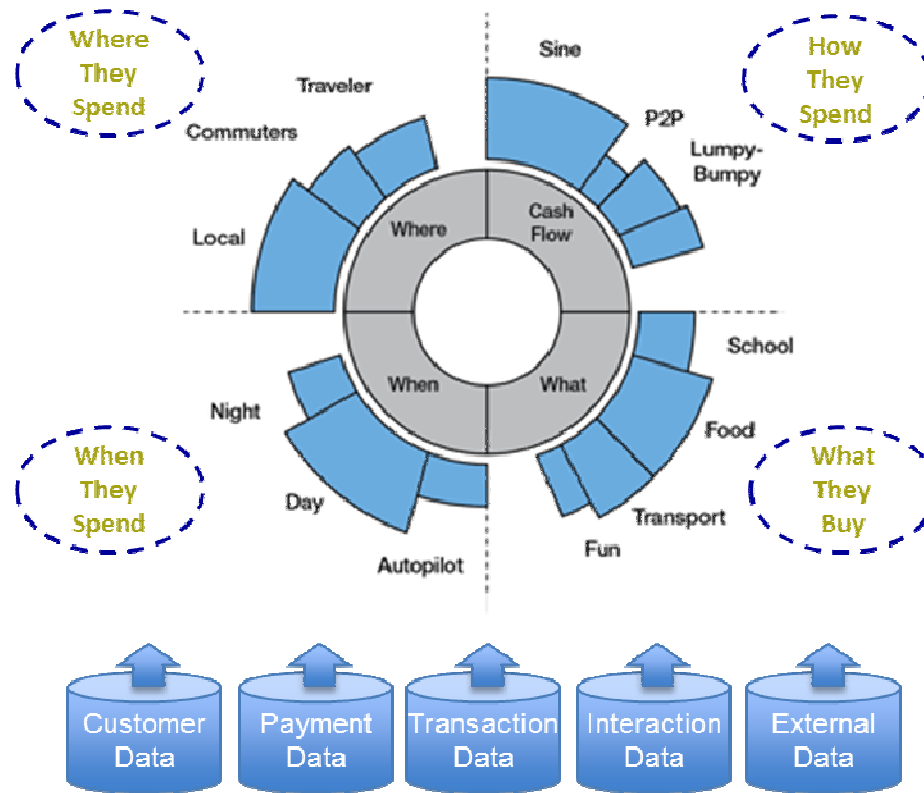 Where
They
Spend
How
They
Spend
Sine
Traveler
P2P
Commuters
Lumpy-
Bumpy
Local
Where
Cash
Flow
School
When
What
Night
Food
When
They
Spend
What
They
Buy
Day
Transport
Fun
Autopilot
Customer
Data
Payment
Data
Transaction
Data
Interaction
Data
External
Data